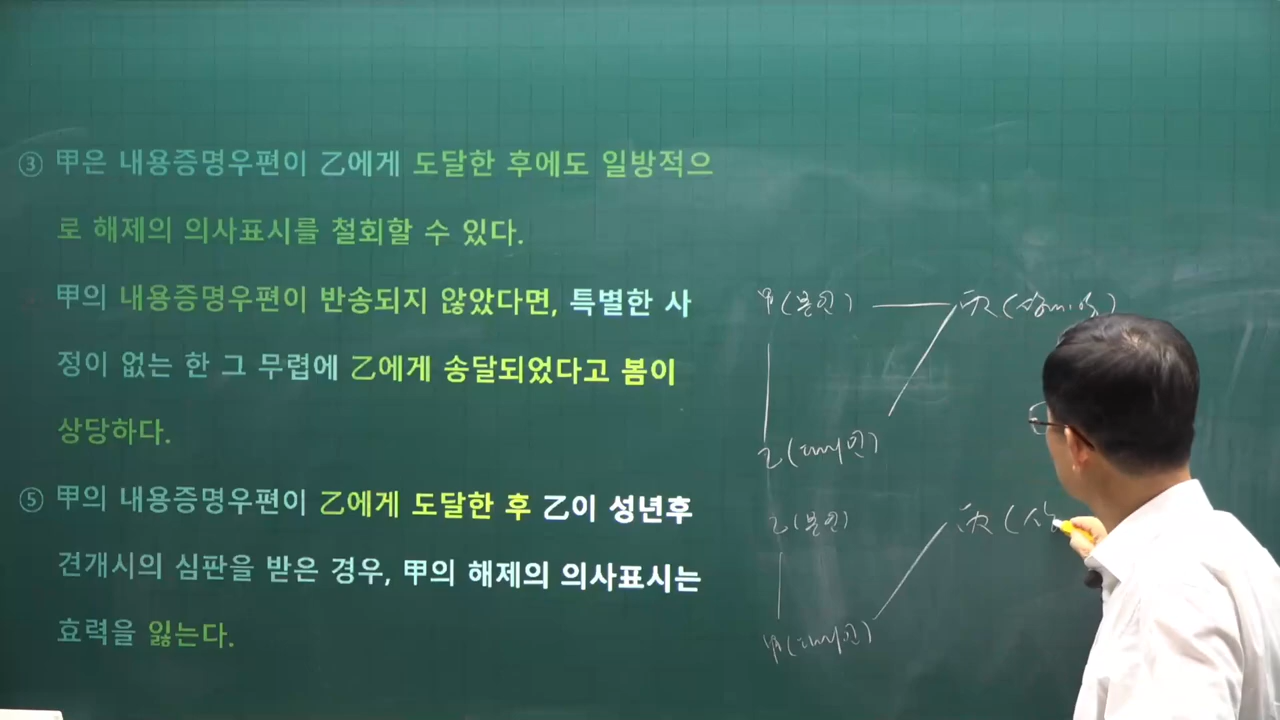 ③ 甲은 내용증명우편이 乙에게 도달한 후에도 일방적으
로 해제의 의사표시를 철회할 수 있다.
甲의 내용증명우편이 반송되지 않았다면, 특별한 사
정이 없는 한 그 무렵에 乙에게 송달되었다고 봄이
상당하다.
⑤ 甲의 내용증명우편이 乙에게 도달한 후 乙이 성년후
견개시의 심판을 받은 경우, 甲의 해제의 의사표시는
효력을 잃는다.
甲(본인) 丙(상대방)
乙(대리인)
乙(본인) 丙(상
甲(대리인)